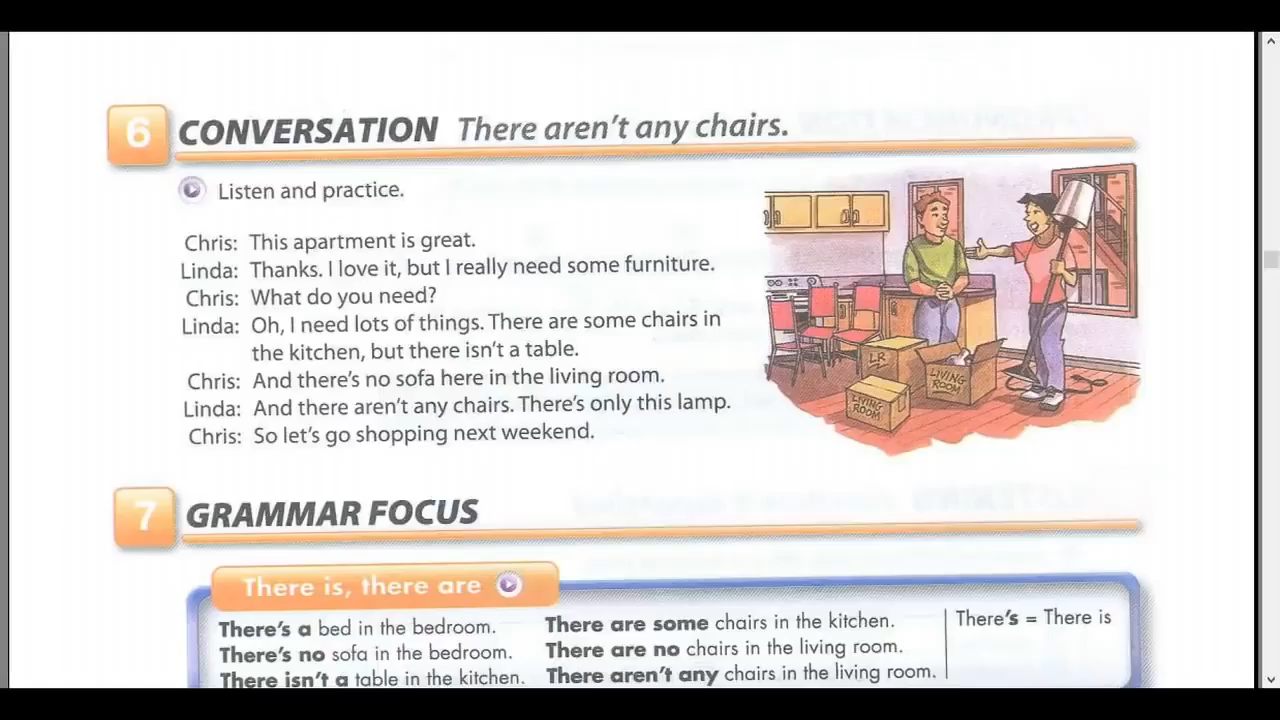 6 CONVERSATION There aren't any chairs.
Listen and practice.
Chris: This apartment is great.
Linda: Thanks. I love it, but I really need some furniture.
Chris: What do you need?
Linda: Oh, I need lots of things. There are some chairs in
the kitchen, but there isn't a table.
Chris: And there's no sofa here in the living room.
Linda: And there aren't any chairs. There's only this lamp.
Chris: So let's go shopping next weekend.
LR
LIVING
ROOM
LIVING
ROOM
7 GRAMMAR FOCUS
There is, there are
There's a bed in the bedroom.
There's no sofa in the bedroom.
There isn't a table in the kitchen.
There are some chairs in the kitchen.
There are no chairs in the living room.
There aren't any chairs in the living room.
There's = There is